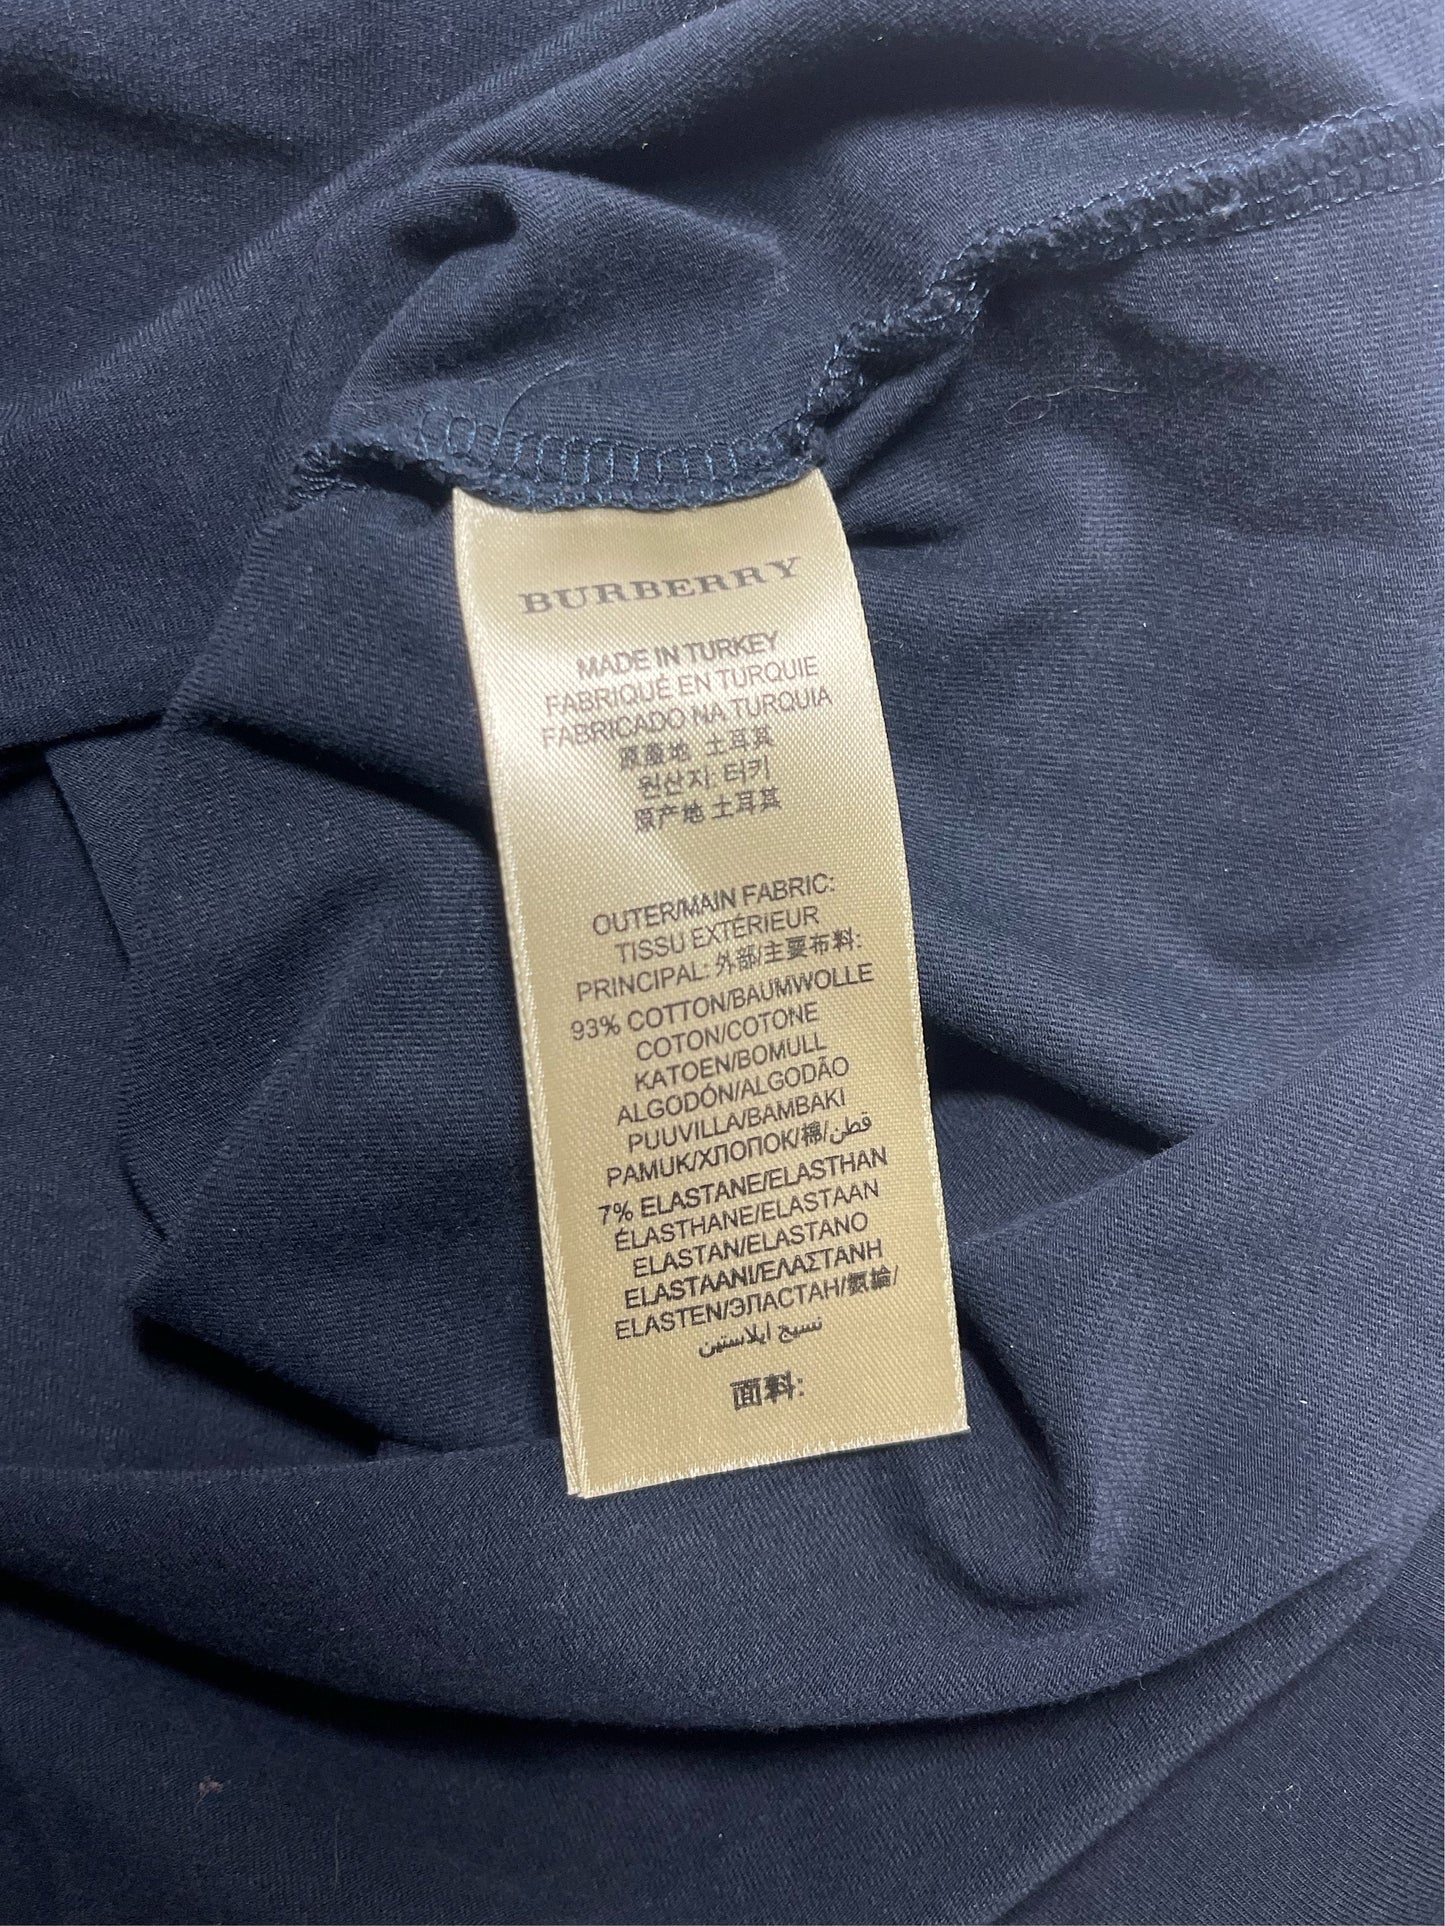 BURBERRY
MADE IN TURKEY
FABRIQUÉ EN TURQUIE
FABRICADO NA TURQUIA
原產地 土耳其
원산지: 터키
原产地 土耳其
OUTER/MAIN FABRIC:
TISSU EXTÉRIEUR
PRINCIPAL: 外部/主要布料:
93% COTTON/BAUMWOLLE
COTON/COTONE
KATOEN/BOMULL
ALGODÓN/ALGODÃO
PUUVILLA/BAMBAKI
PAMUK/ХЛОПОК/棉/قطن
7% ELASTANE/ELASTHAN
ÉLASTHANE/ELASTAAN
ELASTAN/ELASTANO
ELASTAANI/ΕΛΑΣΤΑΝΗ
ELASTEN/ЭЛАСТАН/氨綸/
نسيج ايلاستين
面料: